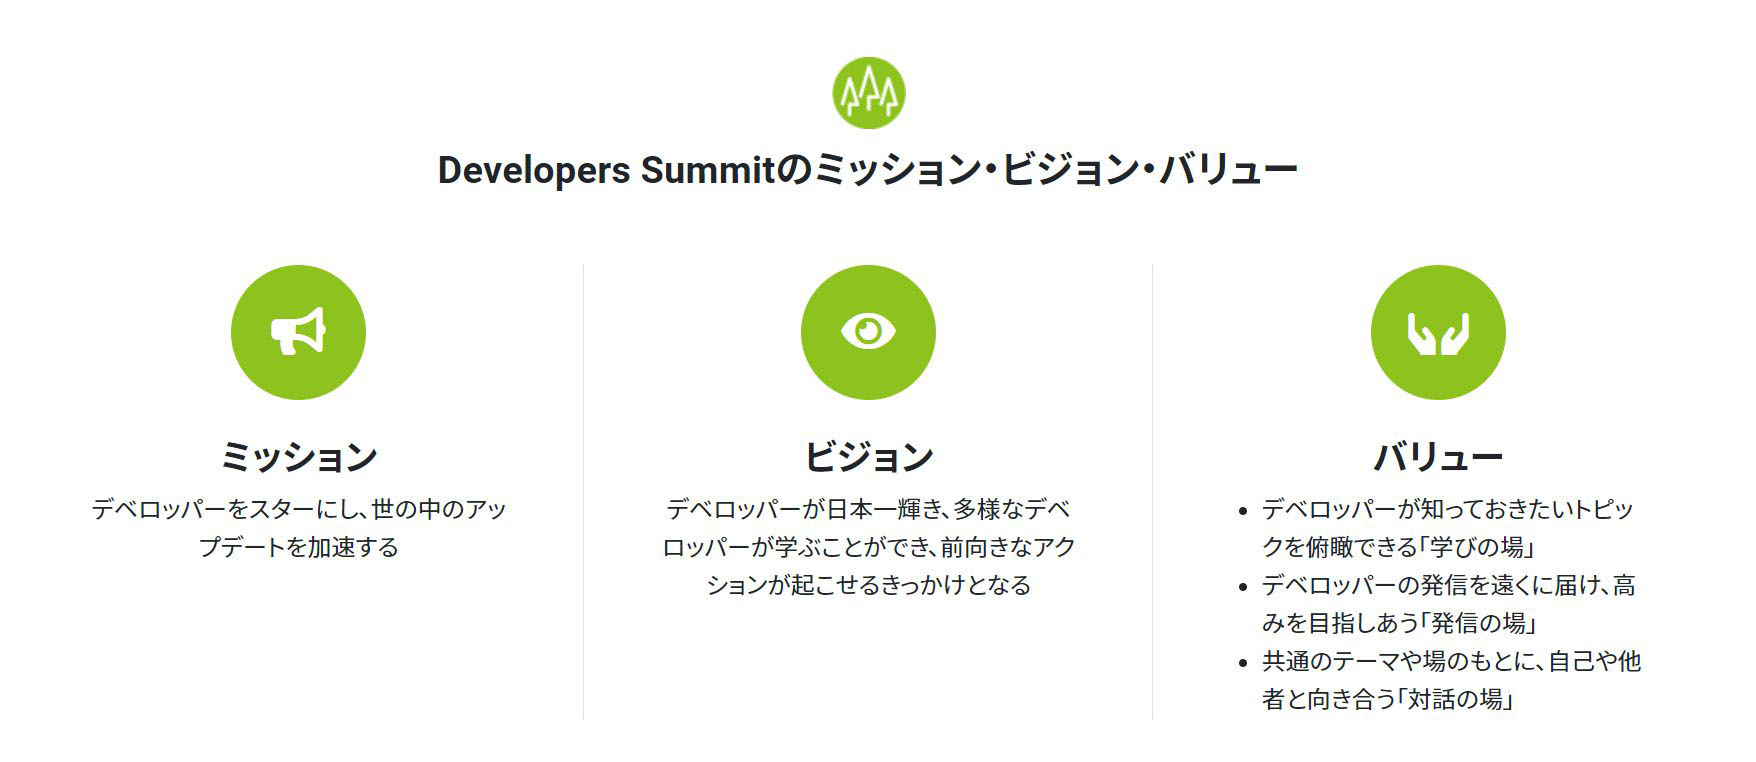 Developers Summitのミッション・ビジョン・バリュー
ミッション
デベロッパーをスターにし、世の中のアッ
プデートを加速する
ビジョン
デベロッパーが日本一輝き、多様なデベ
ロッパーが学ぶことができ、前向きなアク
ションが起こせるきっかけとなる
バリュー
• デベロッパーが知っておきたいトピッ
クを俯瞰できる「学びの場」
• デベロッパーの発信を遠くに届け、高
みを目指しあう「発信の場」
• 共通のテーマや場のもとに、自己や他
者と向き合う「対話の場」